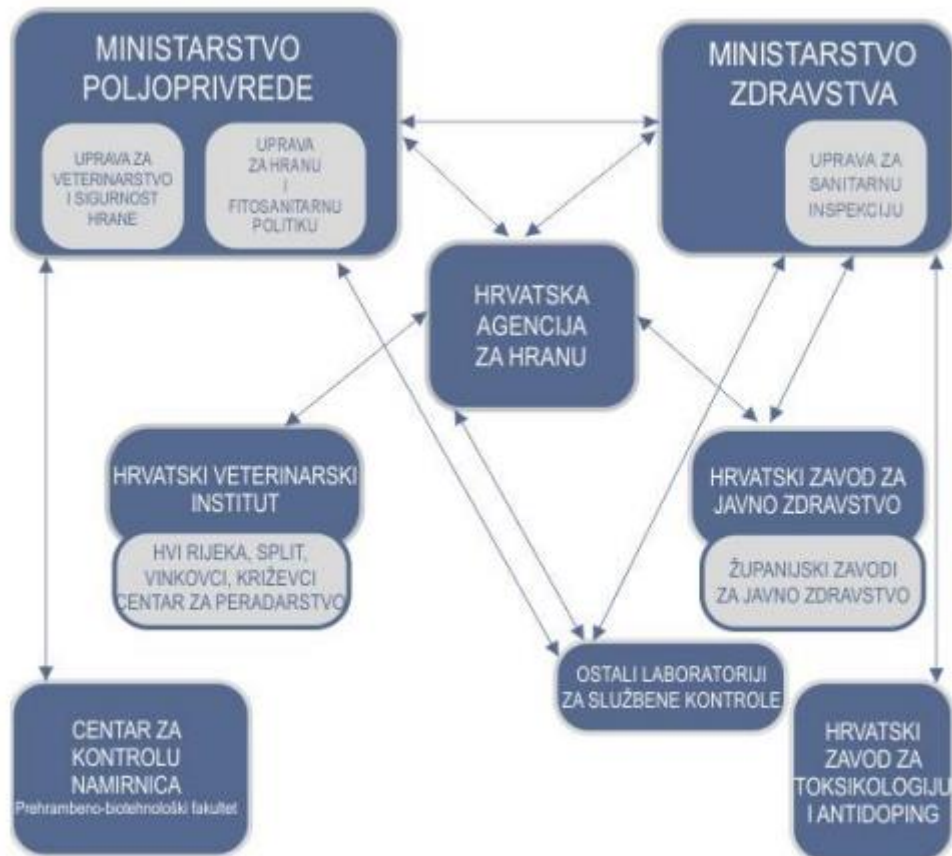 MINISTARSTVO
POLJOPRIVREDE
UPRAVA ZA
VETERINARSTVO
I SIGURNOST
HRANE
UPRAVA
ZA HRANU
I
FITOSANITARNU
POLITIKU
MINISTARSTVO
ZDRAVSTVA
UPRAVA ZA
SANITARNU
INSPEKCIJU
HRVATSKA
AGENCIJA
ZA HRANU
HRVATSKI VETERINARSKI
INSTITUT
HVI RIJEKA, SPLIT,
VINKOVCI, KRIŽEVCI
CENTAR ZA PERADARSTVO
HRVATSKI ZAVOD ZA
JAVNO ZDRAVSTVO
ŽUPANIJSKI ZAVODI
ZA JAVNO ZDRAVSTVO
OSTALI LABORATORIJI
ZA SLUŽBENE KONTROLE
CENTAR ZA
KONTROLU
NAMIRNICA
Prehrambeno-biotehnološki fakultet
HRVATSKI
ZAVOD ZA
TOKSIKOLOGIJU
I ANTIDOPING